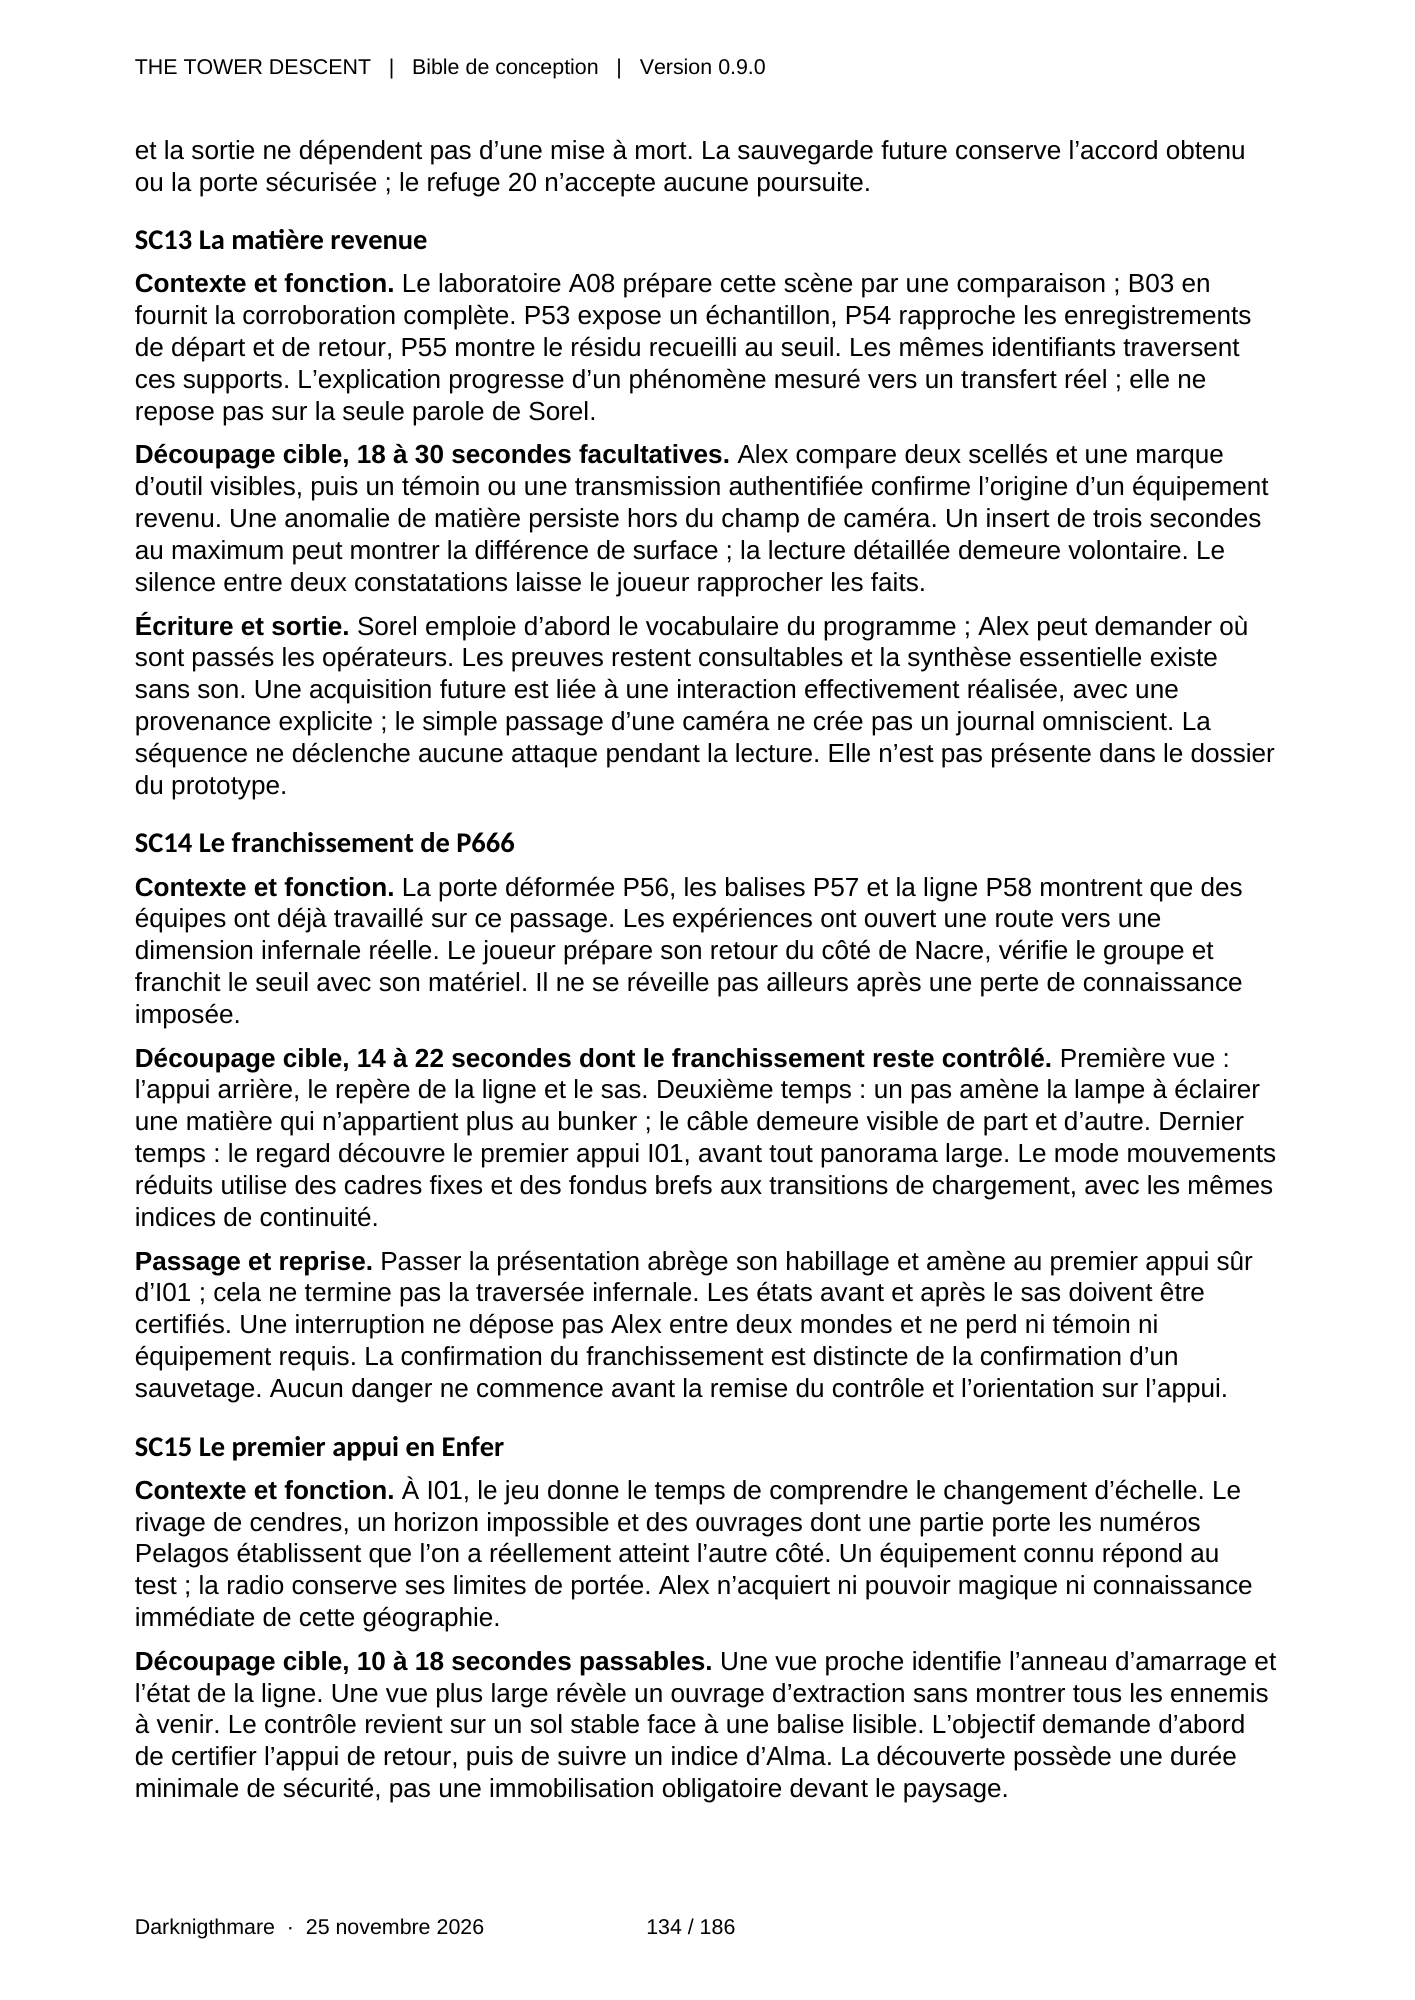 THE TOWER DESCENT | Bible de conception | Version 0.9.0
et la sortie ne dépendent pas d’une mise à mort. La sauvegarde future conserve l’accord obtenu
ou la porte sécurisée ; le refuge 20 n’accepte aucune poursuite.
SC13 La matière revenue
Contexte et fonction. Le laboratoire A08 prépare cette scène par une comparaison ; B03 en
fournit la corroboration complète. P53 expose un échantillon, P54 rapproche les enregistrements
de départ et de retour, P55 montre le résidu recueilli au seuil. Les mêmes identifiants traversent
ces supports. L’explication progresse d’un phénomène mesuré vers un transfert réel ; elle ne
repose pas sur la seule parole de Sorel.
Découpage cible, 18 à 30 secondes facultatives. Alex compare deux scellés et une marque
d’outil visibles, puis un témoin ou une transmission authentifiée confirme l’origine d’un équipement
revenu. Une anomalie de matière persiste hors du champ de caméra. Un insert de trois secondes
au maximum peut montrer la différence de surface ; la lecture détaillée demeure volontaire. Le
silence entre deux constatations laisse le joueur rapprocher les faits.
Écriture et sortie. Sorel emploie d’abord le vocabulaire du programme ; Alex peut demander où
sont passés les opérateurs. Les preuves restent consultables et la synthèse essentielle existe
sans son. Une acquisition future est liée à une interaction effectivement réalisée, avec une
provenance explicite ; le simple passage d’une caméra ne crée pas un journal omniscient. La
séquence ne déclenche aucune attaque pendant la lecture. Elle n’est pas présente dans le dossier
du prototype.
SC14 Le franchissement de P666
Contexte et fonction. La porte déformée P56, les balises P57 et la ligne P58 montrent que des
équipes ont déjà travaillé sur ce passage. Les expériences ont ouvert une route vers une
dimension infernale réelle. Le joueur prépare son retour du côté de Nacre, vérifie le groupe et
franchit le seuil avec son matériel. Il ne se réveille pas ailleurs après une perte de connaissance
imposée.
Découpage cible, 14 à 22 secondes dont le franchissement reste contrôlé. Première vue :
l’appui arrière, le repère de la ligne et le sas. Deuxième temps : un pas amène la lampe à éclairer
une matière qui n’appartient plus au bunker ; le câble demeure visible de part et d’autre. Dernier
temps : le regard découvre le premier appui I01, avant tout panorama large. Le mode mouvements
réduits utilise des cadres fixes et des fondus brefs aux transitions de chargement, avec les mêmes
indices de continuité.
Passage et reprise. Passer la présentation abrège son habillage et amène au premier appui sûr
d’I01 ; cela ne termine pas la traversée infernale. Les états avant et après le sas doivent être
certifiés. Une interruption ne dépose pas Alex entre deux mondes et ne perd ni témoin ni
équipement requis. La confirmation du franchissement est distincte de la confirmation d’un
sauvetage. Aucun danger ne commence avant la remise du contrôle et l’orientation sur l’appui.
SC15 Le premier appui en Enfer
Contexte et fonction. À I01, le jeu donne le temps de comprendre le changement d’échelle. Le
rivage de cendres, un horizon impossible et des ouvrages dont une partie porte les numéros
Pelagos établissent que l’on a réellement atteint l’autre côté. Un équipement connu répond au
test ; la radio conserve ses limites de portée. Alex n’acquiert ni pouvoir magique ni connaissance
immédiate de cette géographie.
Découpage cible, 10 à 18 secondes passables. Une vue proche identifie l’anneau d’amarrage et
l’état de la ligne. Une vue plus large révèle un ouvrage d’extraction sans montrer tous les ennemis
à venir. Le contrôle revient sur un sol stable face à une balise lisible. L’objectif demande d’abord
de certifier l’appui de retour, puis de suivre un indice d’Alma. La découverte possède une durée
minimale de sécurité, pas une immobilisation obligatoire devant le paysage.
Darknigthmare · 25 novembre 2026 134 / 186